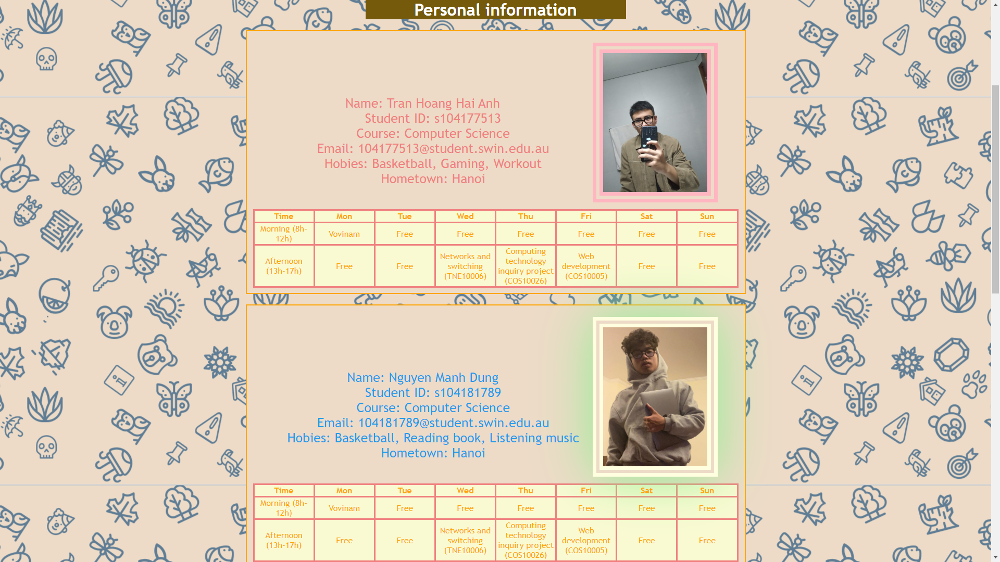 Personal information
Name: Tran Hoang Hai Anh
Student ID: s104177513
Course: Computer Science
Email: 104177513@student.swin.edu.au
Hobies: Basketball, Gaming, Workout
Hometown: Hanoi
Time Mon Tue Wed Thu Fri Sat Sun
Morning (8h-
12h) Vovinam Free Free Free Free Free Free
Afternoon
(13h-17h) Free Free
Networks and
switching
(TNE10006)
Computing
technology
inquiry project
(COS10026)
Web
development
(COS10005)
Free Free
Name: Nguyen Manh Dung
Student ID: s104181789
Course: Computer Science
Email: 104181789@student.swin.edu.au
Hobies: Basketball, Reading book, Listening music
Hometown: Hanoi
Time Mon Tue Wed Thu Fri Sat Sun
Morning (8h-
12h) Vovinam Free Free Free Free Free Free
Afternoon
(13h-17h) Free Free
Networks and
switching
(TNE10006)
Computing
technology
inquiry project
(COS10026)
Web
development
(COS10005)
Free Free